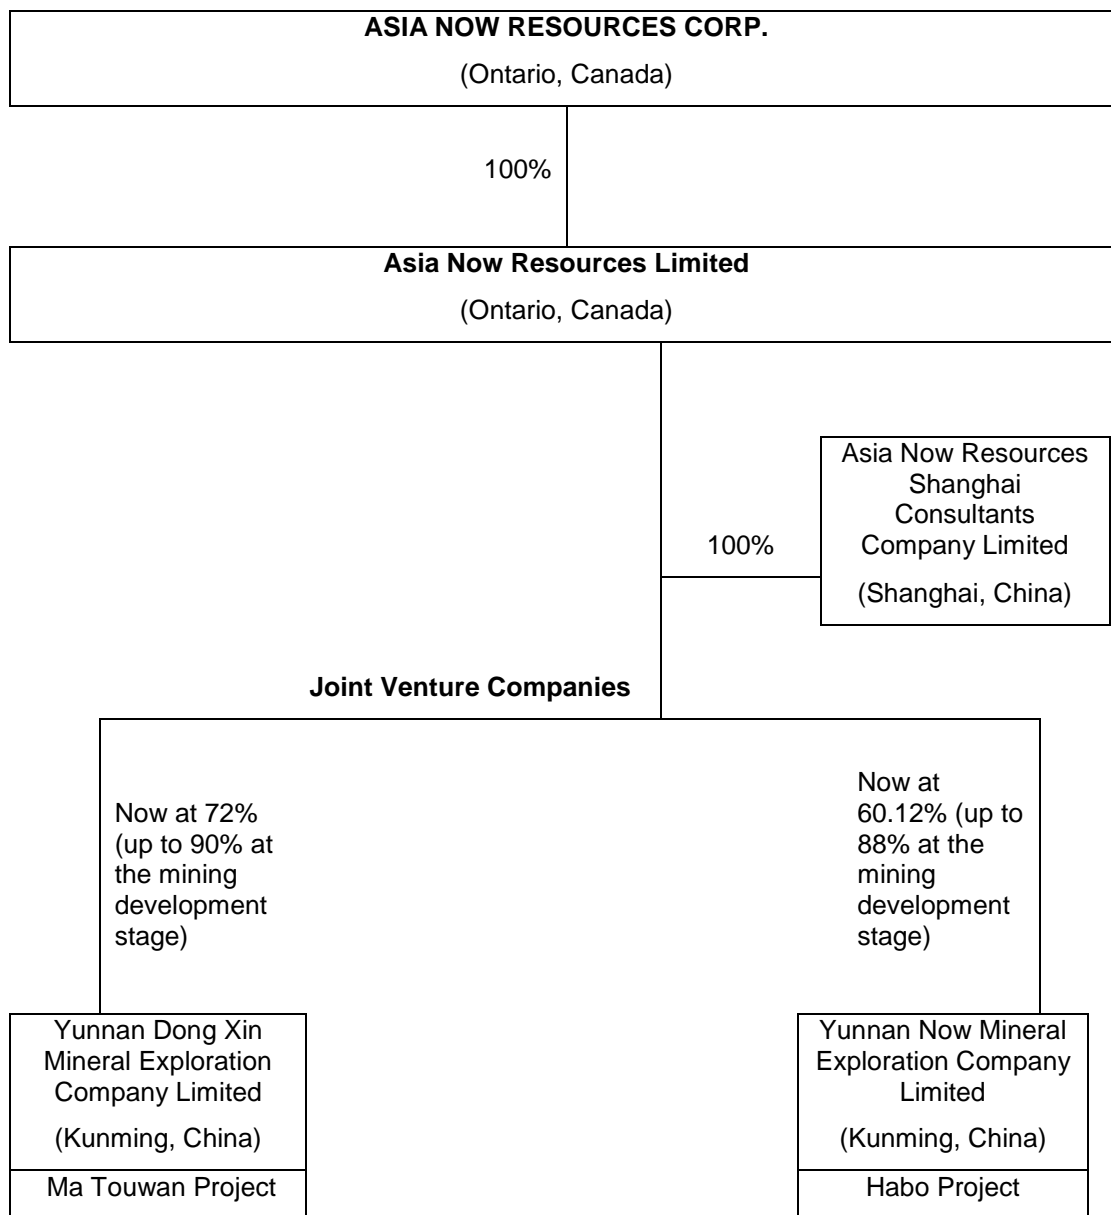 ASIA NOW RESOURCES CORP.
(Ontario, Canada)
100%
Asia Now Resources Limited
(Ontario, Canada)
Asia Now Resources
Shanghai
Consultants
Company Limited
(Shanghai, China)
100%
Joint Venture Companies
Now at 72%
(up to 90% at
the mining
development
stage)
Now at
60.12% (up to
88% at the
mining
development
stage)
Yunnan Dong Xin
Mineral Exploration
Company Limited
(Kunming, China)
Ma Touwan Project
Yunnan Now Mineral
Exploration Company
Limited
(Kunming, China)
Habo Project